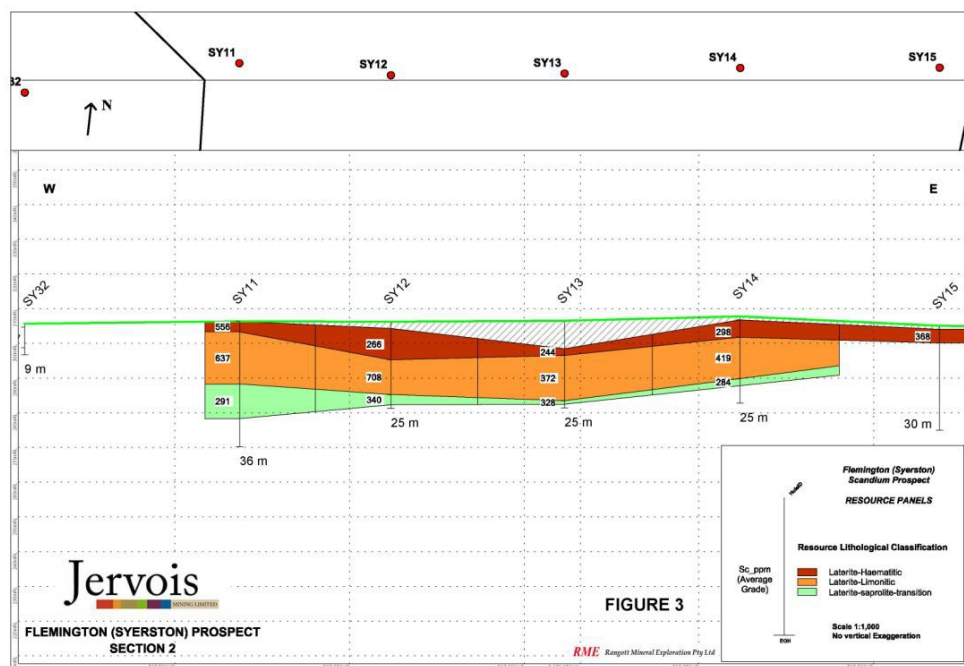 SY11
SY12
SY13
SY14
SY15
32
N
W
E
SY32
SY11
SY12
SY13
SY14
SY15
556
266
244
298
368
637
708
372
419
291
340
328
284
9 m
36 m
25 m
25 m
25 m
30 m
Flemington (Syerston)
Scandium Prospect
RESOURCE PANELS
HoleID
Sc_ppm
(Average
Grade)
EOH
Resource Lithological Classification
Laterite-Haematitic
Laterite-Limonitic
Laterite-saprolite-transition
Scale 1:1,000
No vertical Exaggeration
Jervois
MINING LIMITED
FLEMINGTON (SYERSTON) PROSPECT
SECTION 2
FIGURE 3
RME Rangott Mineral Exploration Pty Ltd